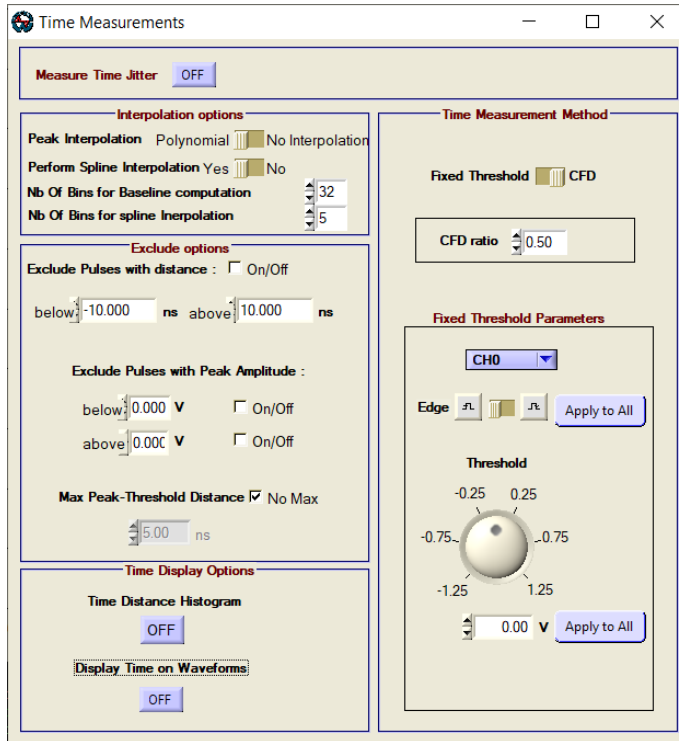 Time Measurements
Measure Time Jitter OFF
Interpolation options
Peak Interpolation Polynomial No Interpolation
Perform Spline Interpolation Yes No
Nb Of Bins for Baseline computation 32
Nb Of Bins for spline Inerpolation 5
Exclude options
Exclude Pulses with distance : On/Off
below -10.000 ns above 10.000 ns
Exclude Pulses with Peak Amplitude :
below 0.000 V On/Off
above 0.000 V On/Off
Max Peak-Threshold Distance No Max
5.00 ns
Time Display Options
Time Distance Histogram
OFF
Display Time on Waveforms
OFF
Time Measurement Method
Fixed Threshold CFD
CFD ratio 0.50
Fixed Threshold Parameters
CH0
Edge Apply to All
Threshold
-0.25 0.25
-0.75 0.75
-1.25 1.25
0.00 V Apply to All